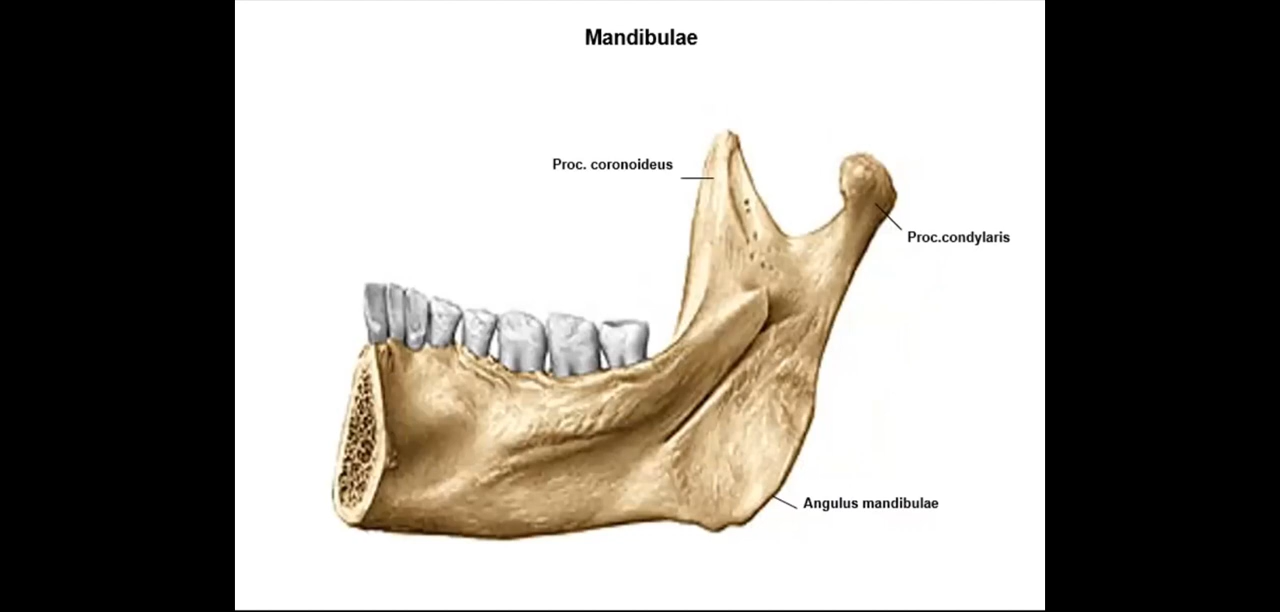 Mandibulae
Proc. coronoideus
Proc.condylaris
Angulus mandibulae